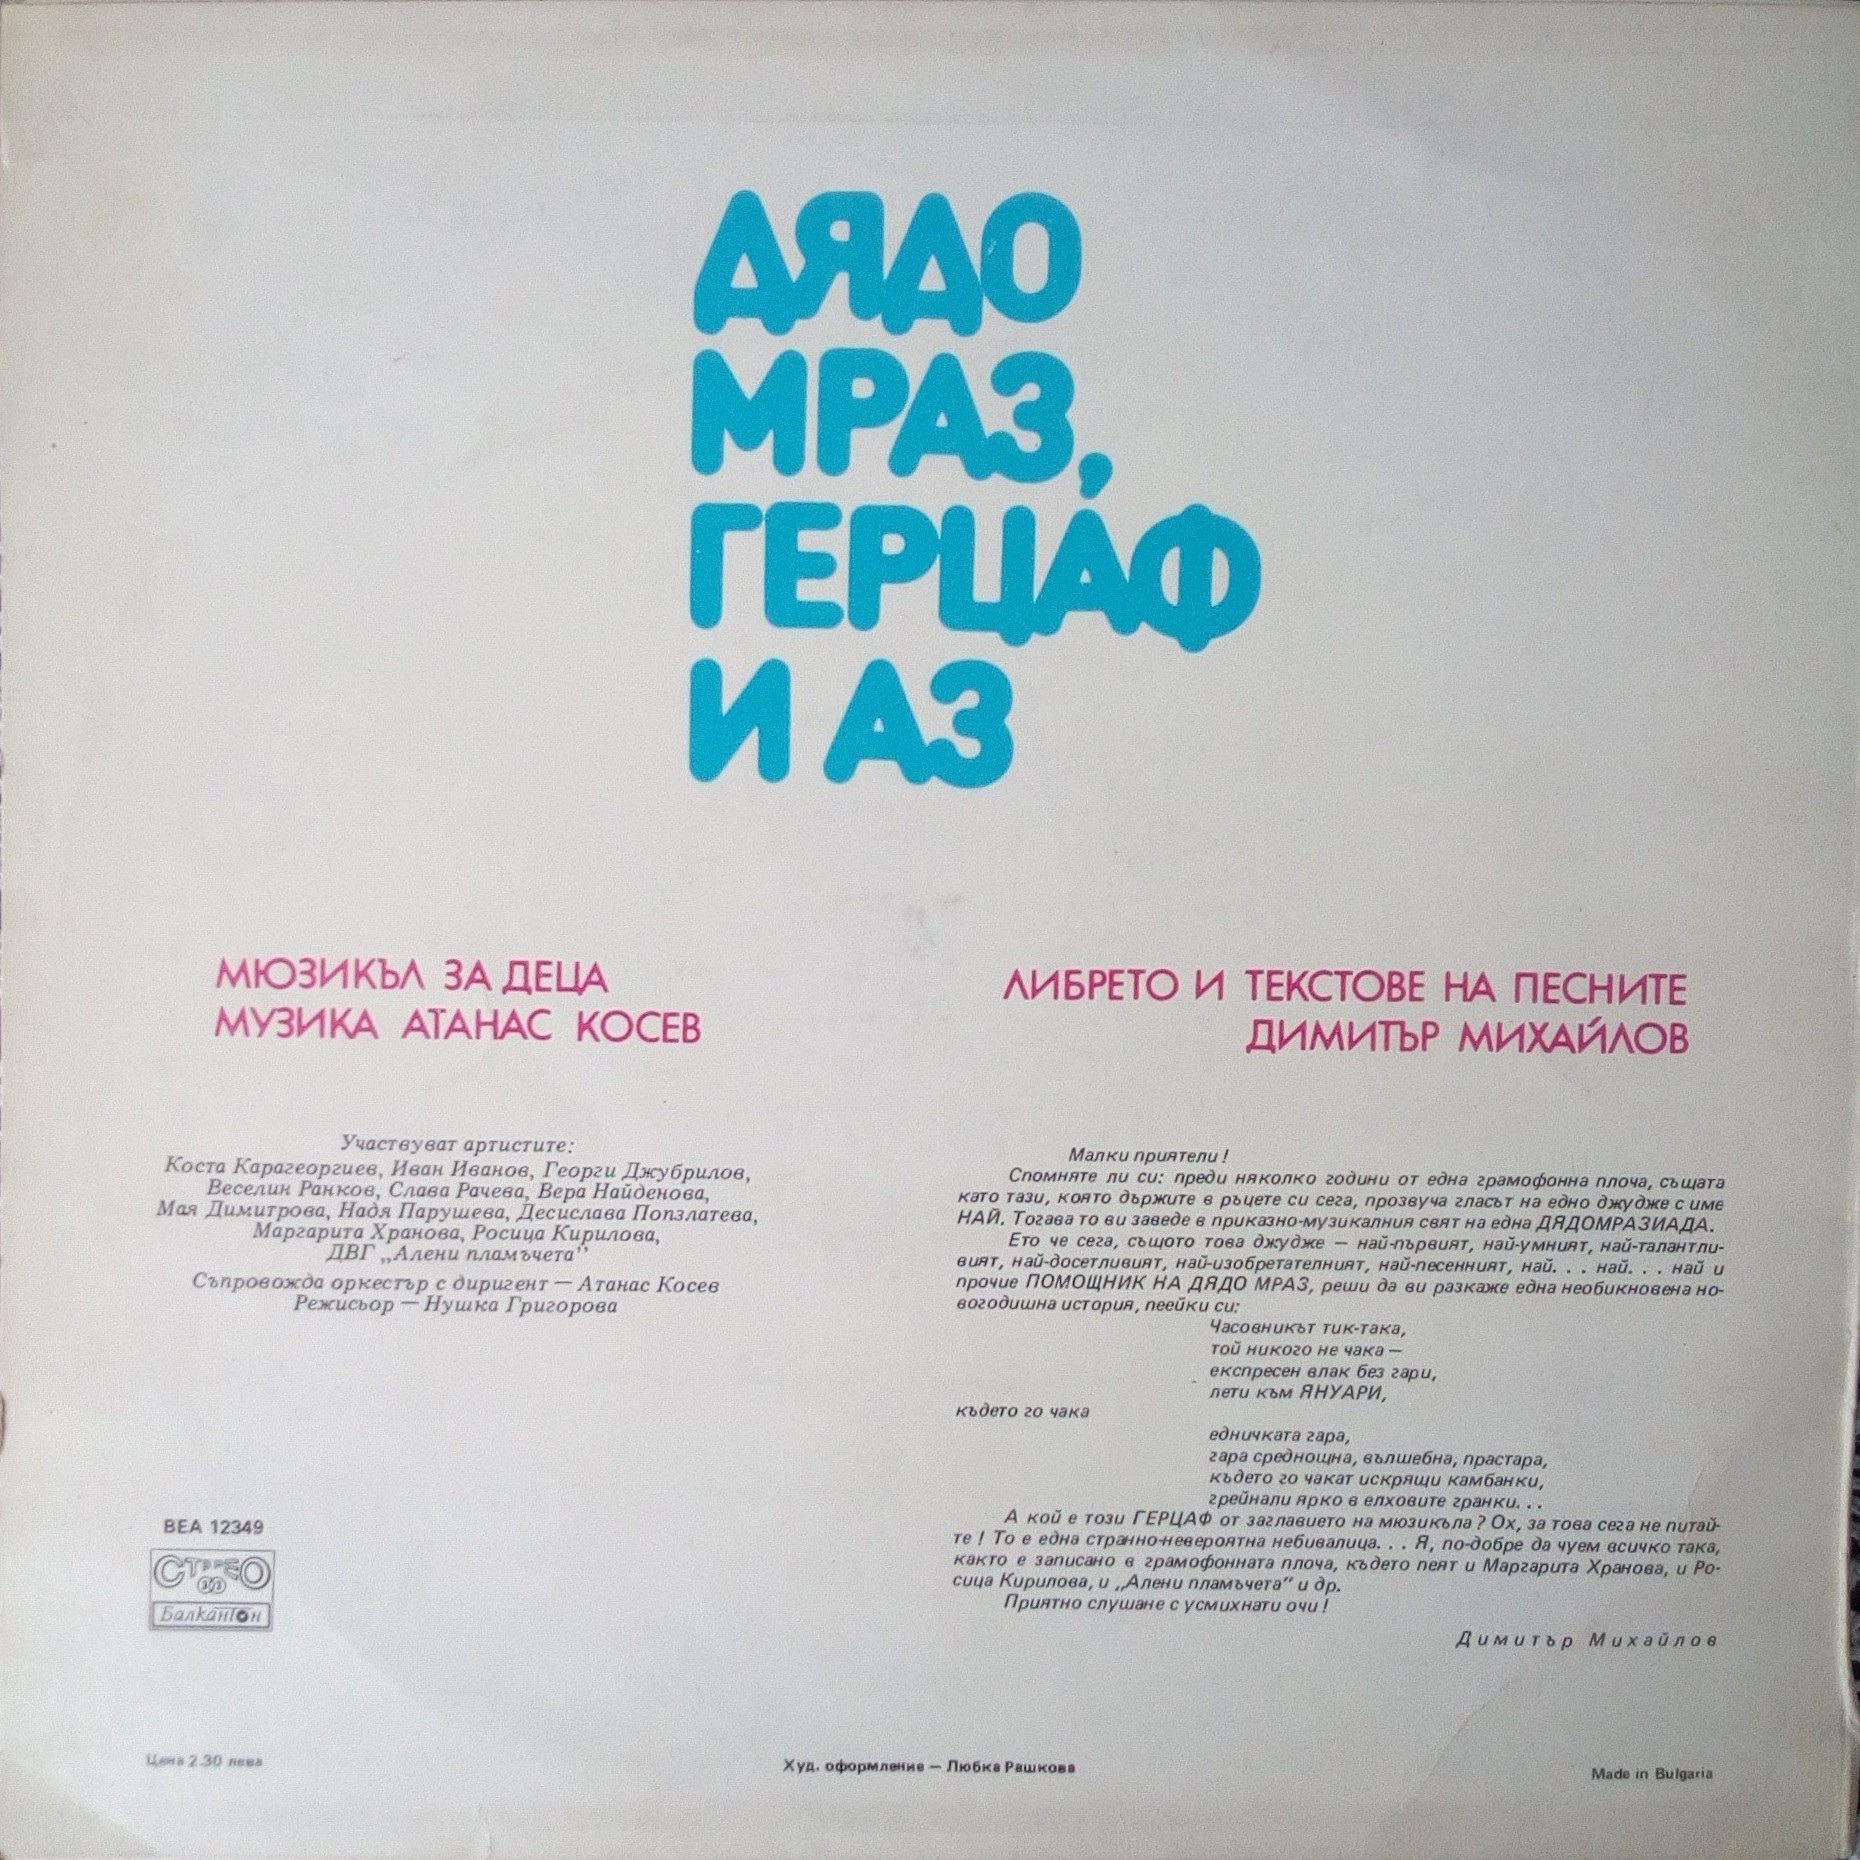 ДЯДО
МРАЗ,
ГЕРЦАФ
И АЗ
МЮЗИКЪЛ ЗА ДЕЦА
МУЗИКА АТАНАС КОСЕВ
ЛИБРЕТО И ТЕКСТОВЕ НА ПЕСНИТЕ
ДИМИТЪР МИХАЙЛОВ
Участвуват артистите:
Коста Карагеоргиев, Иван Иванов, Георги Джубрилов,
Веселин Ранков, Слава Рачева, Вера Найденова,
Мая Димитрова, Надя Парушева, Десислава Попзлатева,
Маргарита Хранова, Росица Кирилова,
ДВГ „Алени пламъчета”
Съпровожда оркестър с диригент — Атанас Косев
Режисьор — Нушка Григорова
Малки приятели !
Спомняте ли си: преди няколко години от една грамофонна плоча, същата
като тази, която държите в ръцете си сега, прозвуча гласът на едно джудже с име
НАЙ. Тогава то ви заведе в приказно-музикалния свят на една ДЯДОМРАЗИАДА.
Ето че сега, същото това джудже — най-първият, най-умният, най-талантли-
вият, най-досетливият, най-изобретателният, най-песенният, най. . . най. . . най и
прочие ПОМОЩНИК НА ДЯДО МРАЗ, реши да ви разкаже една необикновена но-
вогодишна история, пеейки си:
Часовникът тик-така,
той никого не чака —
експресен влак без гари,
лети към ЯНУАРИ,
където го чака
едничката гара,
гара среднощна, вълшебна, прастара,
където го чакат искрящи камбанки,
грейнали ярко в елховите гранки. . .
А кой е този ГЕРЦАФ от заглавието на мюзикъла ? Ох, за това сега не питай-
те ! То е една странно-невероятна небивалица. . . Я, по-добре да чуем всичко така,
както е записано в грамофонната плоча, където пеят и Маргарита Хранова, и Ро-
сица Кирилова, и „Алени пламъчета” и др.
Приятно слушане с усмихнати очи !
Димитър Михайлов
ВЕА 12349
СТЕРЕО
33
Балкантон
Цена 2.30 лева
Худ. оформление — Любка Рашкова
Made in Bulgaria